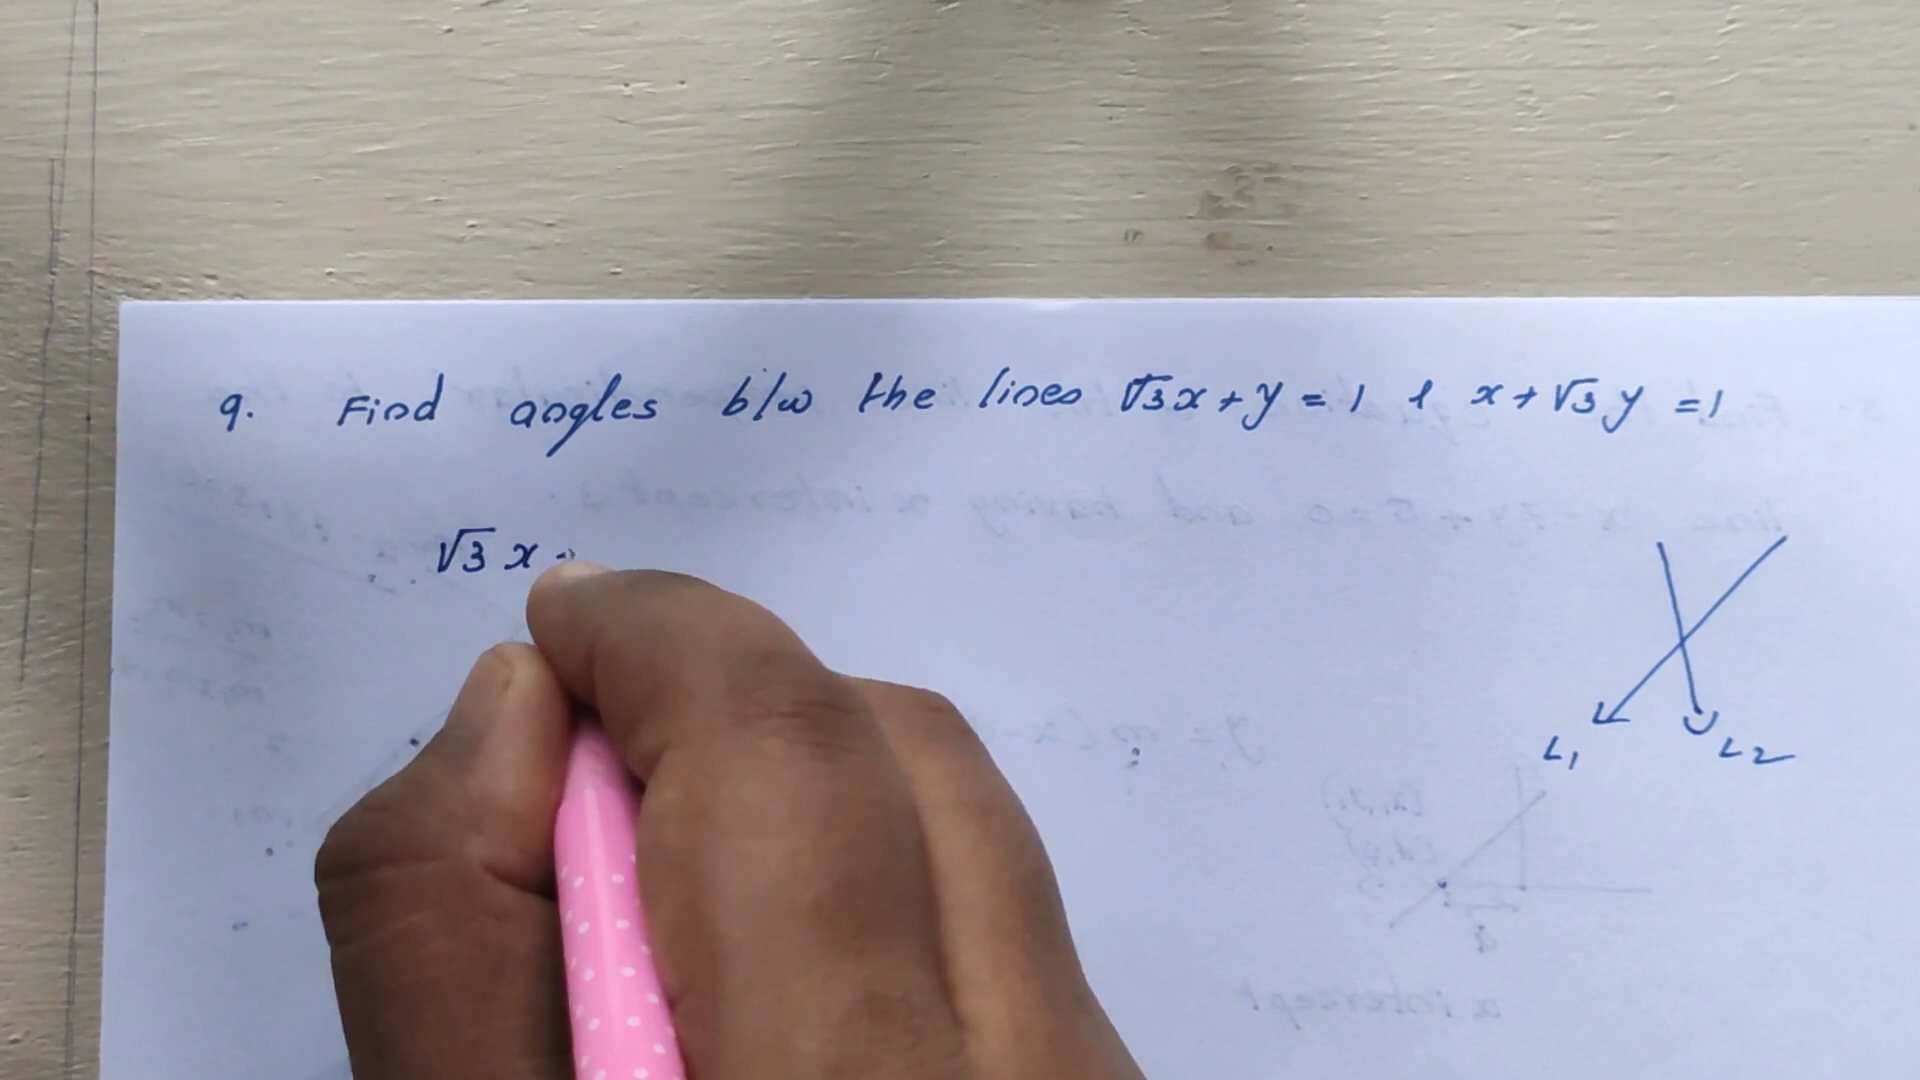 9. Find angles b/w the lines √3x + y = 1 & x + √3y = 1
√3 x
L1
L2